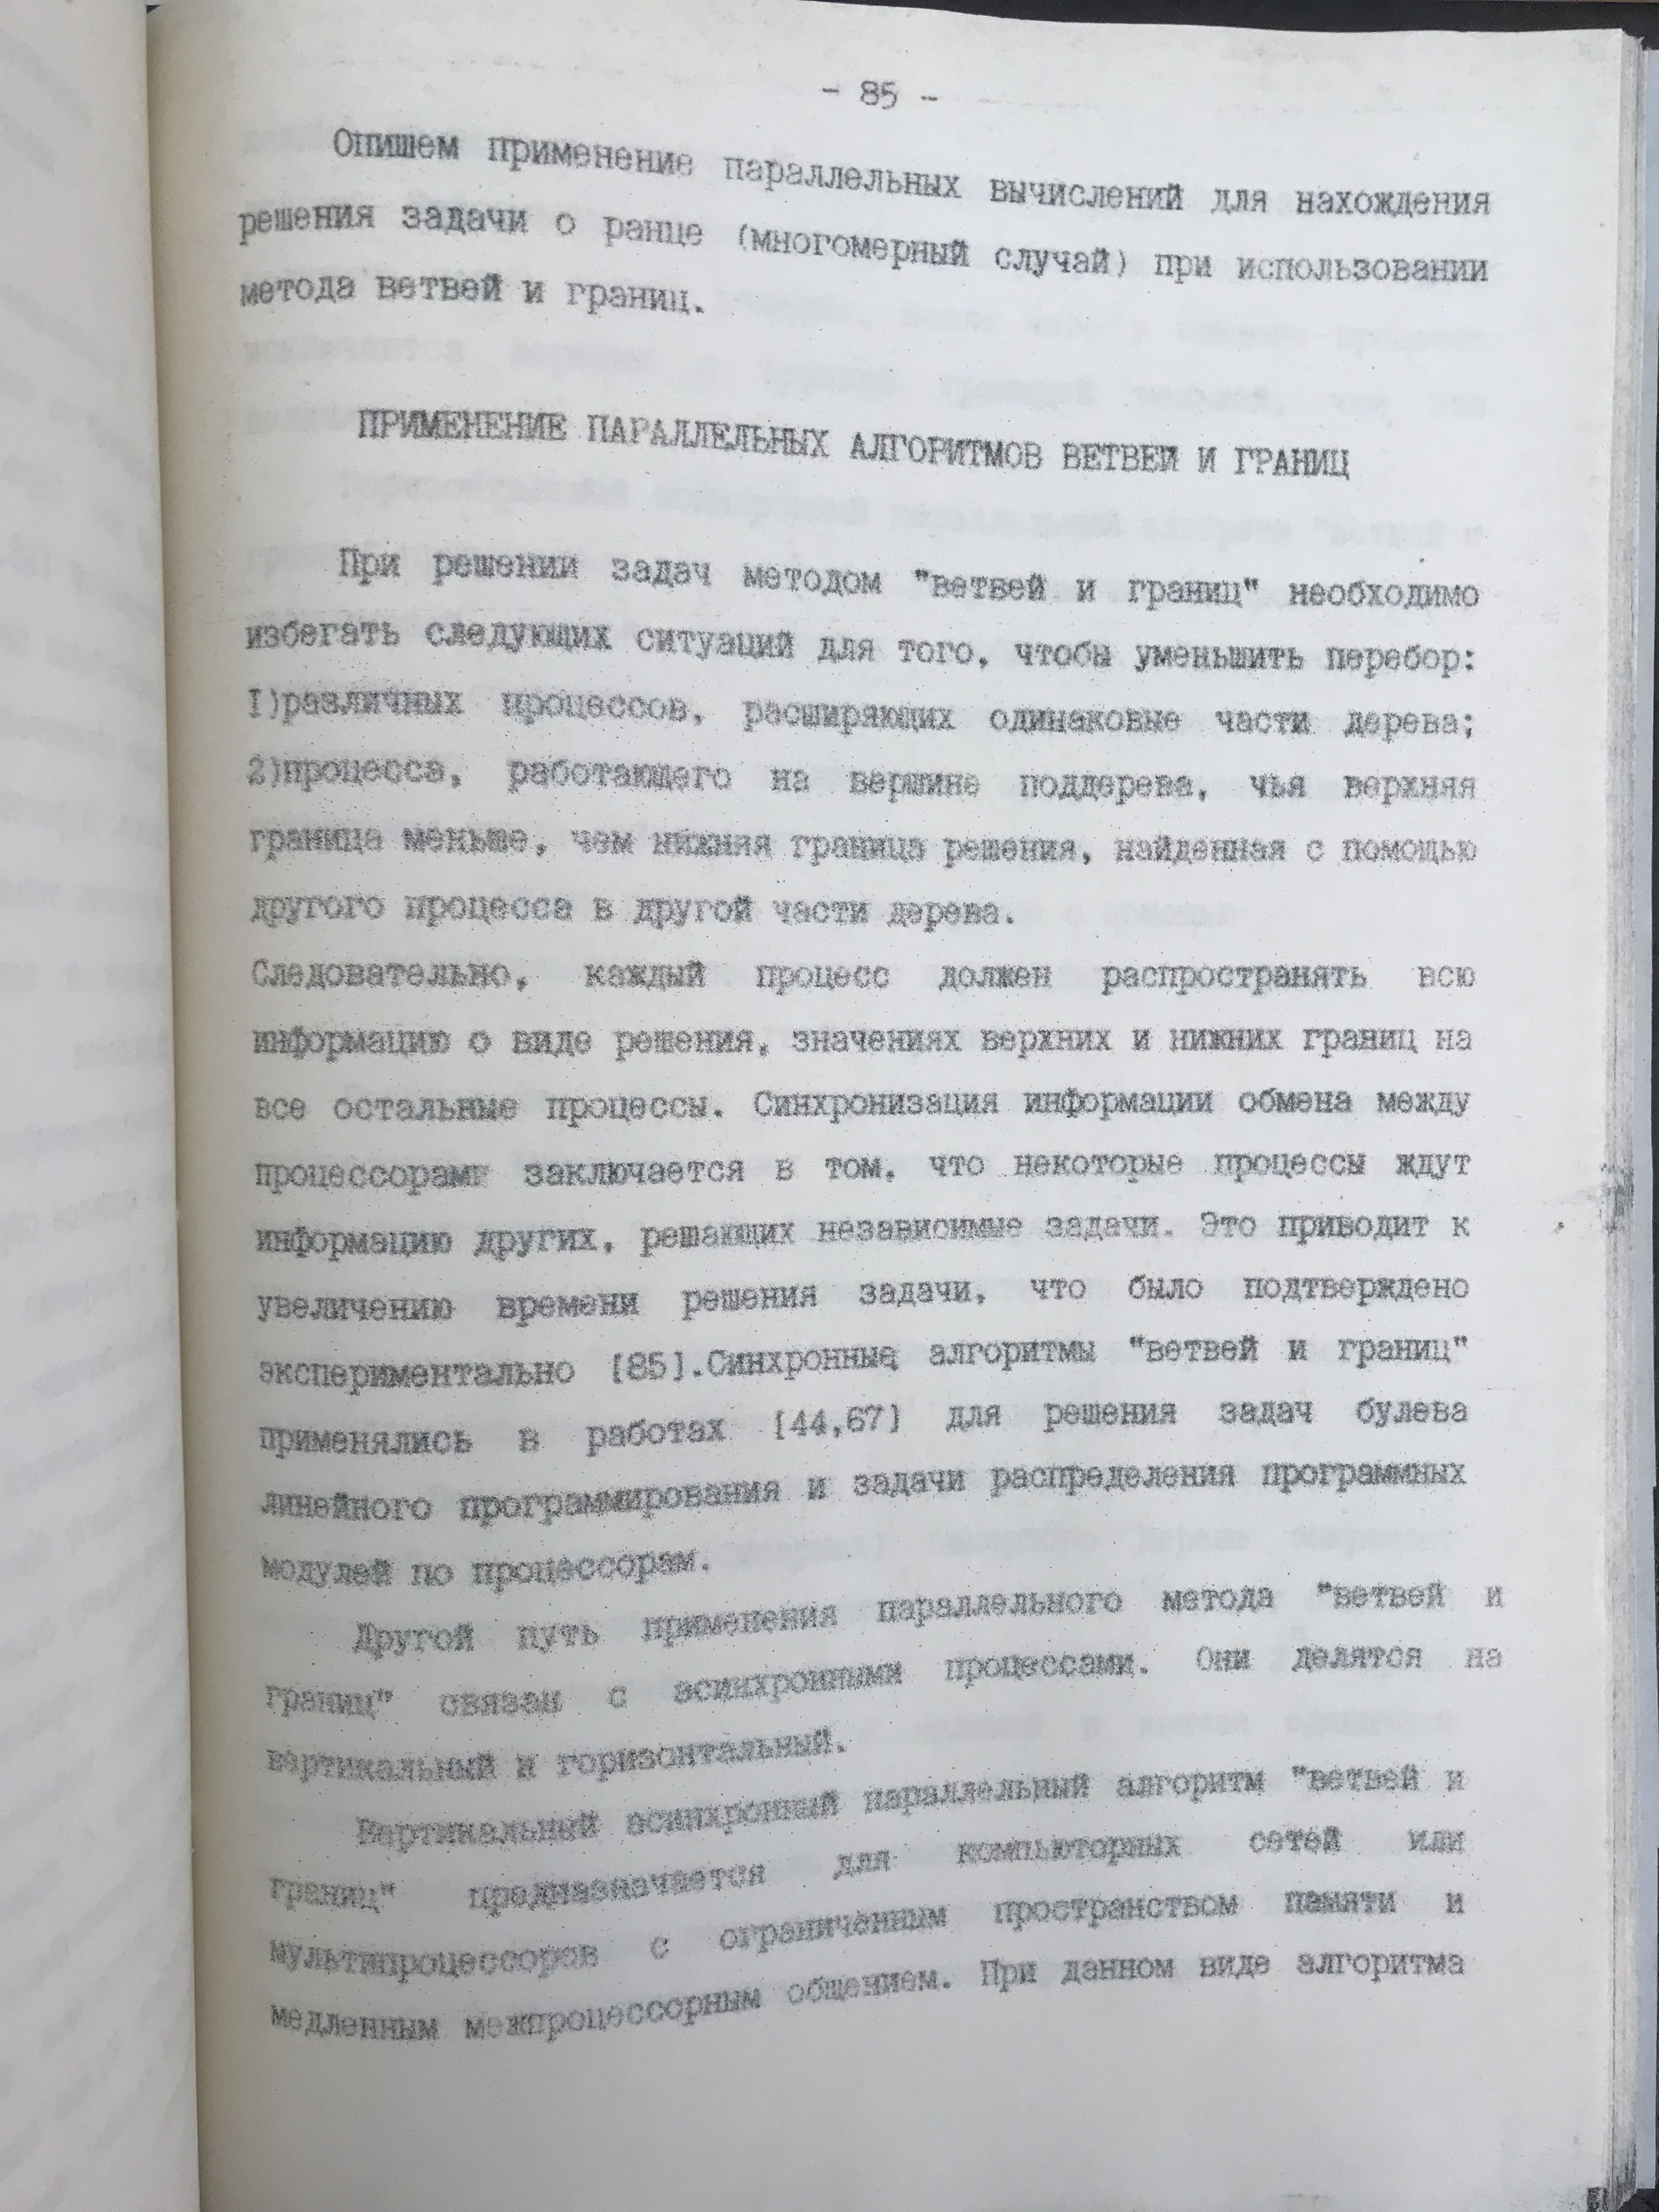 - 85 -
Опишем применение параллельных вычислений для нахождения
решения задачи о ранце (многомерный случай) при использовании
метода ветвей и границ.
ПРИМЕНЕНИЕ ПАРАЛЛЕЛЬНЫХ АЛГОРИТМОВ ВЕТВЕЙ И ГРАНИЦ
При решении задач методом "ветвей и границ" необходимо
избегать следующих ситуаций для того, чтобы уменьшить перебор:
I)различных процессов, расширяющих одинаковые части дерева;
2)процесса, работающего на вершине поддерева, чья верхняя
граница меньше, чем нижняя граница решения, найденная с помощью
другого процесса в другой части дерева.
Следовательно, каждый процесс должен распространять всю
информацию о виде решения, значениях верхних и нижних границ на
все остальные процессы. Синхронизация информации обмена между
процессорами заключается в том, что некоторые процессы ждут
информацию других, решающих независимые задачи. Это приводит к
увеличению времени решения задачи, что было подтверждено
экспериментально [85].Синхронные алгоритмы "ветвей и границ"
применялись в работах [44,67] для решения задач булева
линейного программирования и задачи распределения программных
модулей по процессорам.
Другой путь применения параллельного метода "ветвей и
границ" связан с асинхронными процессами. Они делятся на
вертикальный и горизонтальный.
Вертикальный асинхронный параллельный алгоритм "ветвей и
границ" предназначается для компьюторных сетей или
мультипроцессоров с ограниченным пространством памяти и
медленным межпроцессорным общением. При данном виде алгоритма